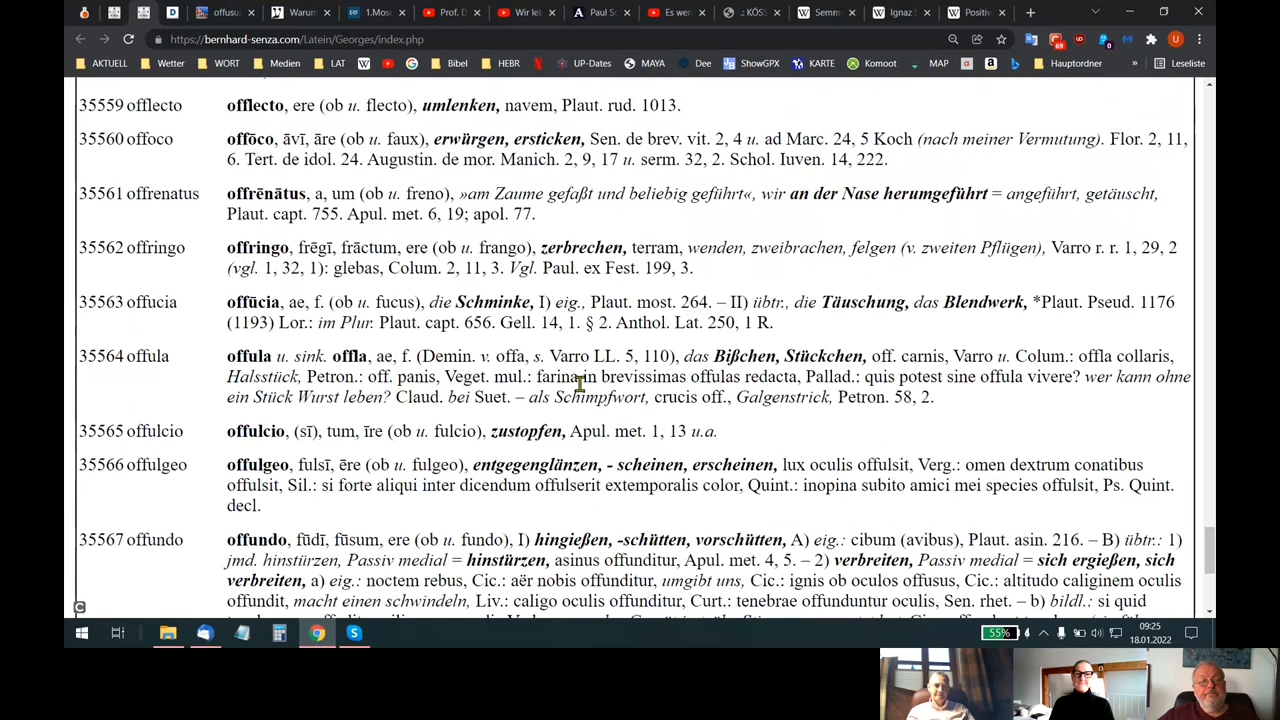 offusu
Warum
1.Mose
Prof. D
Wir leb
Paul Sc
Es wer
.: KÖSS
Semm
Ignaz S
Positiv
https://bernhard-senza.com/Latein/Georges/index.php
AKTUELL Wetter WORT Medien LAT Bibel HEBR UP-Dates MAYA Dee ShowGPX KARTE Komoot MAP Hauptordner Leseliste
35559 offlecto offlecto, ere (ob u. flecto), umlenken, navem, Plaut. rud. 1013.
35560 offoco offōco, āvī, āre (ob u. faux), erwürgen, ersticken, Sen. de brev. vit. 2, 4 u. ad Marc. 24, 5 Koch (nach meiner Vermutung). Flor. 2, 11,
6. Tert. de idol. 24. Augustin. de mor. Manich. 2, 9, 17 u. serm. 32, 2. Schol. Iuven. 14, 222.
35561 offrenatus offrēnātus, a, um (ob u. freno), »am Zaume gefaßt und beliebig geführt«, wir an der Nase herumgeführt = angeführt, getäuscht,
Plaut. capt. 755. Apul. met. 6, 19; apol. 77.
35562 offringo offringo, frēgī, frāctum, ere (ob u. frango), zerbrechen, terram, wenden, zweibrachen, felgen (v. zweiten Pflügen), Varro r. r. 1, 29, 2
(vgl. 1, 32, 1): glebas, Colum. 2, 11, 3. Vgl. Paul. ex Fest. 199, 3.
35563 offucia offūcia, ae, f. (ob u. fucus), die Schminke, I) eig., Plaut. most. 264. – II) übtr., die Täuschung, das Blendwerk, *Plaut. Pseud. 1176
(1193) Lor.: im Plur. Plaut. capt. 656. Gell. 14, 1. § 2. Anthol. Lat. 250, 1 R.
35564 offula offula u. sink. offla, ae, f. (Demin. v. offa, s. Varro LL. 5, 110), das Bißchen, Stückchen, off. carnis, Varro u. Colum.: offla collaris,
Halsstück, Petron.: off. panis, Veget. mul.: farina in brevissimas offulas redacta, Pallad.: quis potest sine offula vivere? wer kann ohne
ein Stück Wurst leben? Claud. bei Suet. – als Schimpfwort, crucis off., Galgenstrick, Petron. 58, 2.
35565 offulcio offulcio, (sī), tum, īre (ob u. fulcio), zustopfen, Apul. met. 1, 13 u.a.
35566 offulgeo offulgeo, fulsī, ēre (ob u. fulgeo), entgegenglänzen, - scheinen, erscheinen, lux oculis offulsit, Verg.: omen dextrum conatibus
offulsit, Sil.: si forte aliqui inter dicendum offulserit extemporalis color, Quint.: inopina subito amici mei species offulsit, Ps. Quint.
decl.
35567 offundo offundo, fūdī, fūsum, ere (ob u. fundo), I) hingießen, -schütten, vorschütten, A) eig.: cibum (avibus), Plaut. asin. 216. – B) übtr.: 1)
jmd. hinstürzen, Passiv medial = hinstürzen, asinus offunditur, Apul. met. 4, 5. – 2) verbreiten, Passiv medial = sich ergießen, sich
verbreiten, a) eig.: noctem rebus, Cic.: aër nobis offunditur, umgibt uns, Cic.: ignis ob oculos offusus, Cic.: altitudo caliginem oculis
offundit, macht einen schwindeln, Liv.: caligo oculis offunditur, Curt.: tenebrae offunduntur oculis, Sen. rhet. – b) bildl.: si quid
55%
09:25
18.01.2022